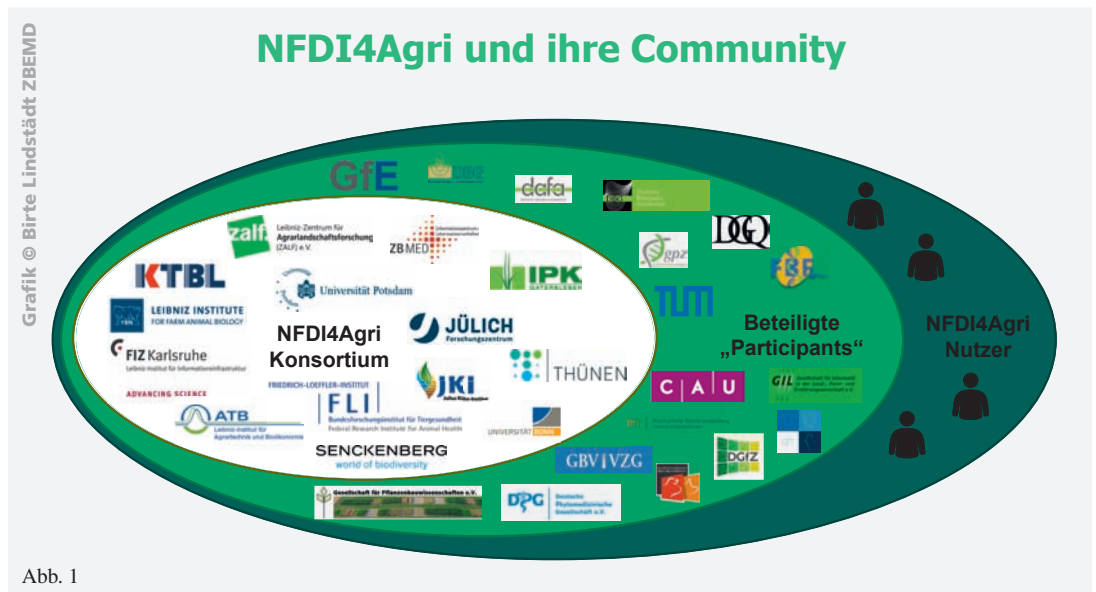 Grafik © Birte Lindstädt ZBEMD
NFDI4Agri und ihre Community
GfE
dafa
zalf
Leibniz-Zentrum für
Agrarlandschaftsforschung
(ZALF) e.V.
ZB MED
DGQ
gpz
FBF
KTBL
IPK
GATERSLEBEN
Universität Potsdam
TUM
LEIBNIZ INSTITUTE
FOR FARM ANIMAL BIOLOGY
NFDI4Agri
Konsortium
JÜLICH
Forschungszentrum
Beteiligte
„Participants“
NFDI4Agri
Nutzer
FIZ Karlsruhe
Leibniz-Institut für Informationsinfrastruktur
ADVANCING SCIENCE
JKI
THÜNEN
C A U
GIL
ATB
Leibniz-Institut für
Agrartechnik und Bioökonomie
FRIEDRICH-LOEFFLER-INSTITUT
FLI
Bundesforschungsinstitut für Tiergesundheit
Federal Research Institute for Animal Health
UNIVERSITÄT BONN
SENCKENBERG
world of biodiversity
GBV VZG
DGfZ
Gesellschaft für Pflanzenbauwissenschaften e.V.
DPG
Deutsche
Phytomedizinische
Gesellschaft e.V.
Abb. 1